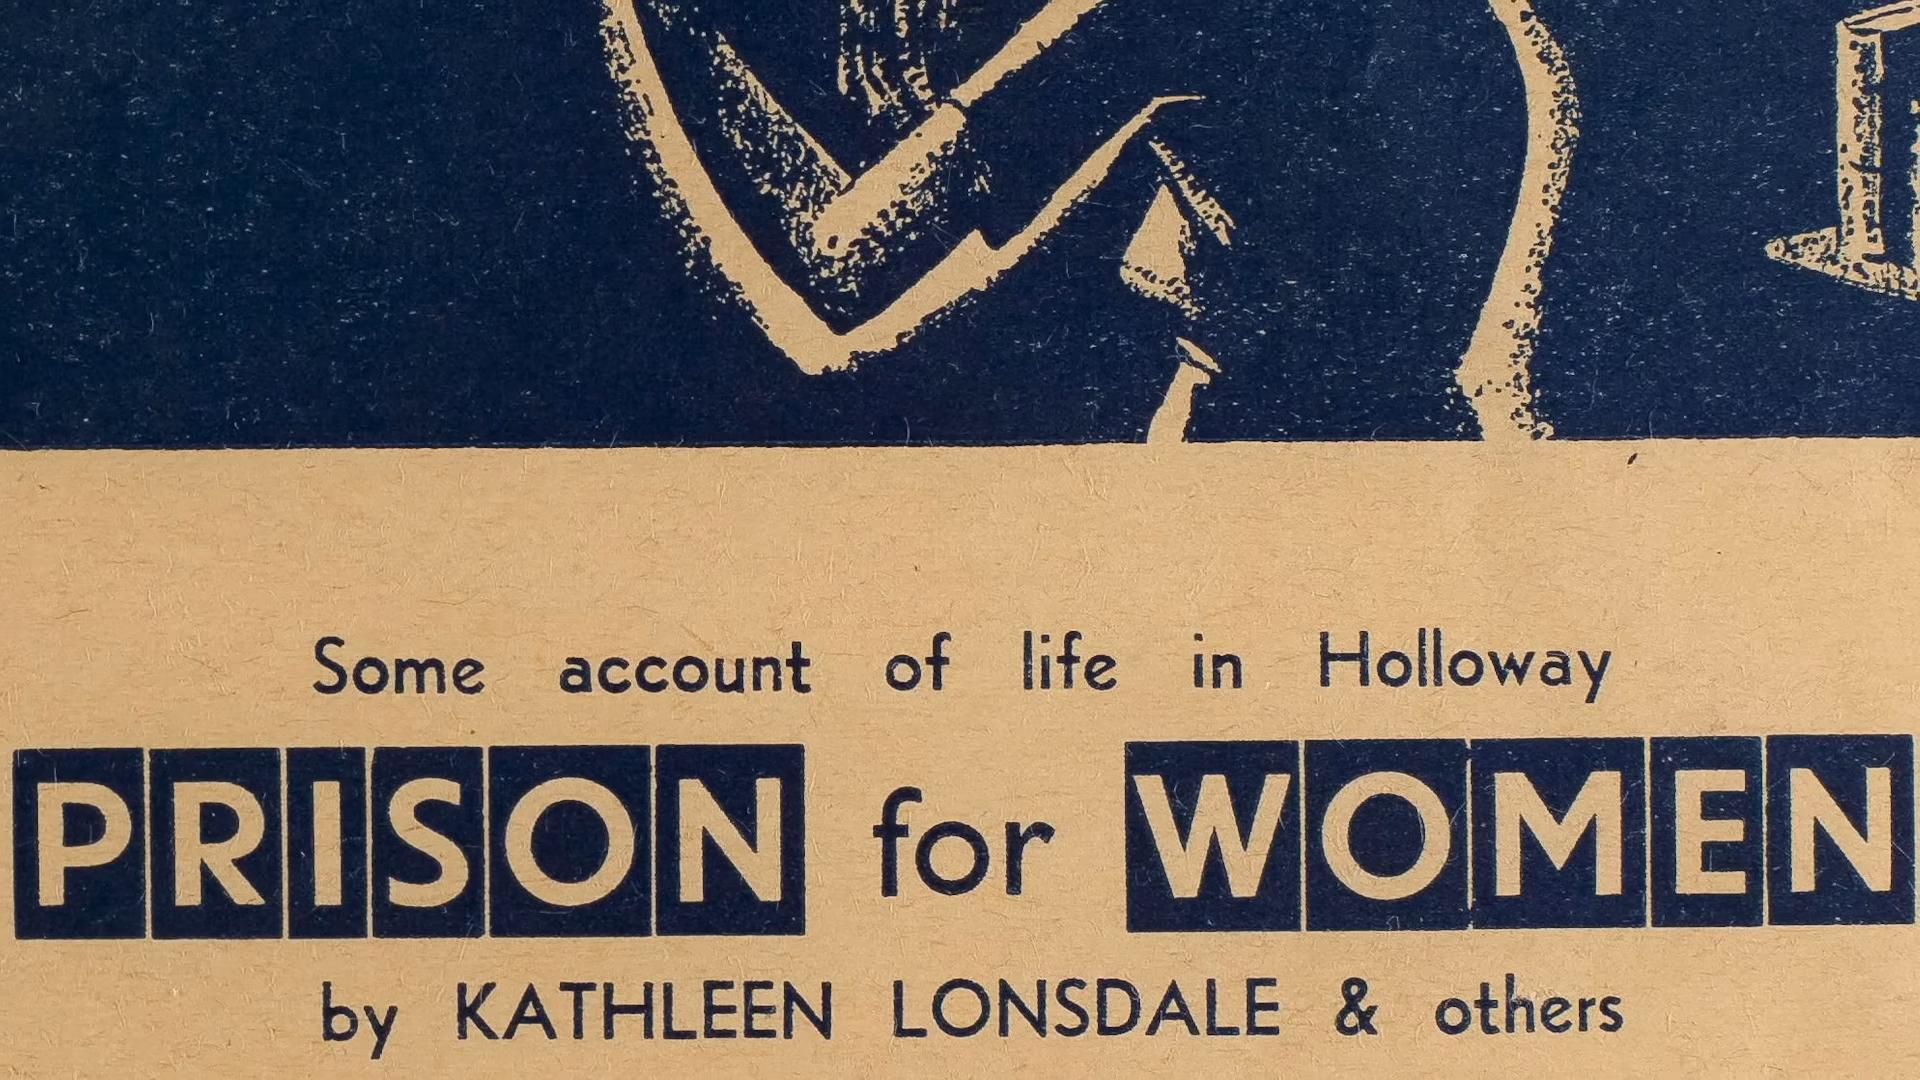 Some account of life in Holloway
PRISON for WOMEN
by KATHLEEN LONSDALE & others